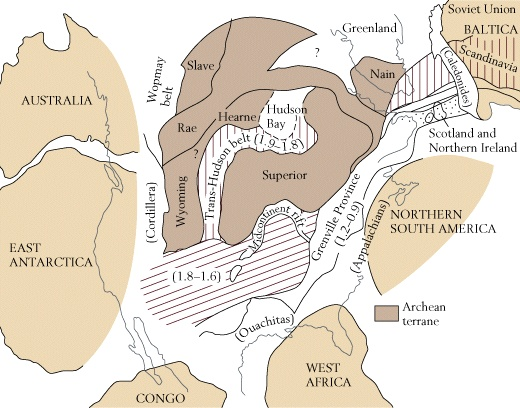 Soviet Union
BALTICA
Scandinavia
Greenland
?
(Caledonides)
Slave
Nain
Wopmay
belt
AUSTRALIA
Hudson
Bay
Hearne
Rae
Scotland and
Northern Ireland
?
Trans-Hudson belt
(1.9–1.8)
Superior
Wyoming
(Cordillera)
Grenville Province
(1.2–0.9)
(Appalachians)
NORTHERN
SOUTH AMERICA
Midcontinent rift
EAST
ANTARCTICA
(1.8–1.6)
Archean
terrane
(Ouachitas)
WEST
AFRICA
CONGO